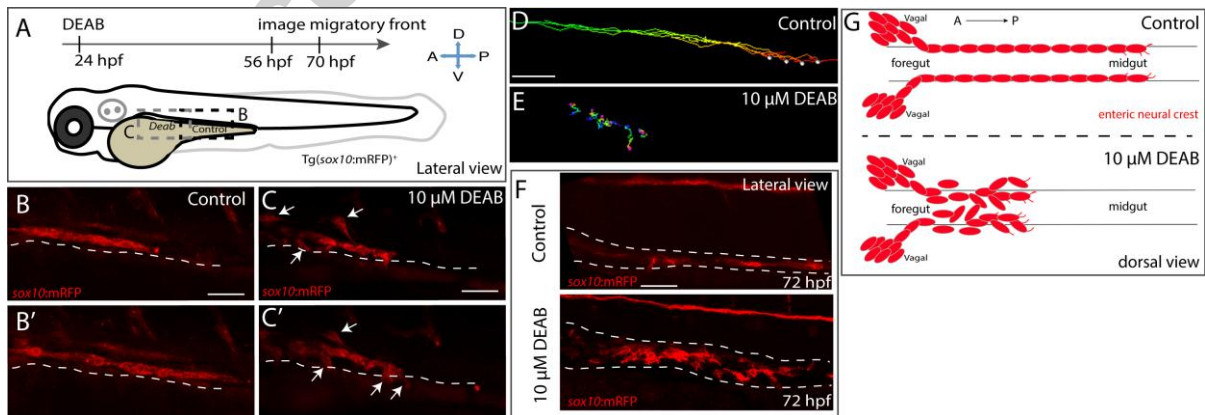 A
DEAB
image migratory front
24 hpf
56 hpf
70 hpf
D
A
P
V
B
C
Deab
Control
Tg(sox10:mRFP)+
Lateral view
B
Control
sox10:mRFP
C
10 µM DEAB
B'
sox10:mRFP
C'
D
Control
E
10 µM DEAB
F
Lateral view
Control
sox10:mRFP
72 hpf
10 µM DEAB
sox10:mRFP
72 hpf
G
Vagal
A
P
Control
foregut
midgut
Vagal
enteric neural crest
10 µM DEAB
Vagal
foregut
midgut
Vagal
dorsal view